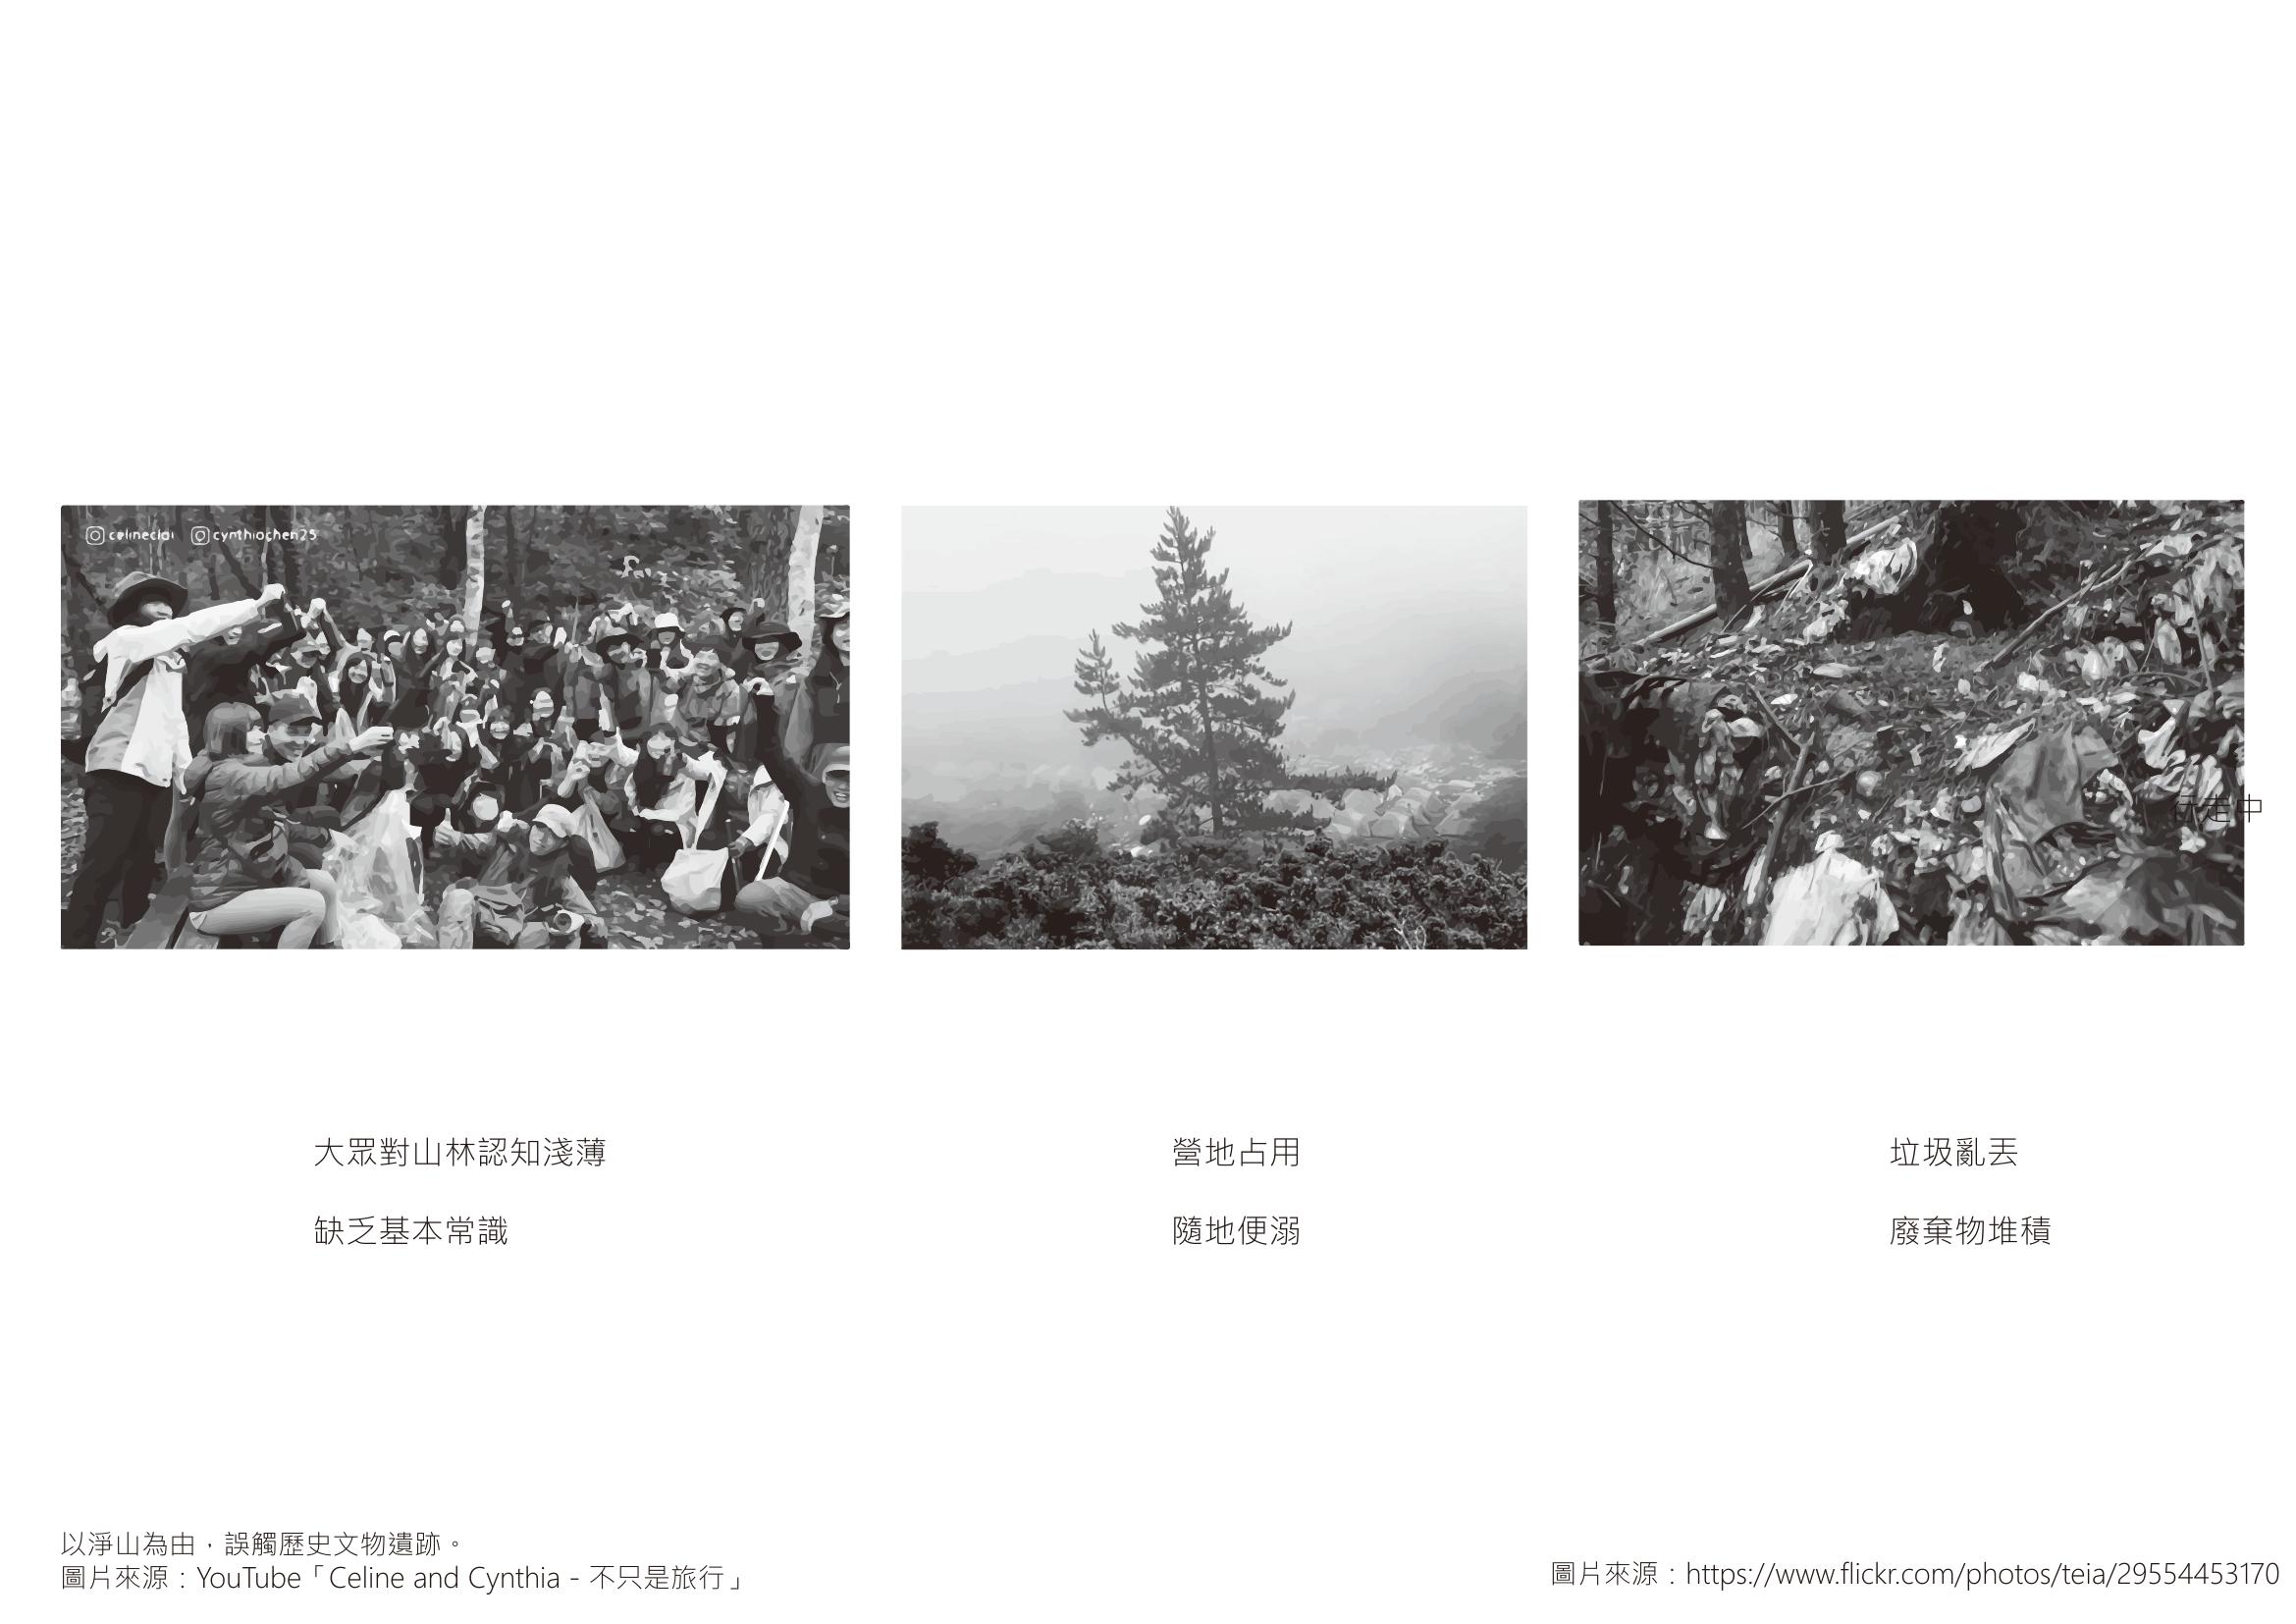 celineclai cynthiachen25
行走中
大眾對山林認知淺薄
缺乏基本常識
營地占用
隨地便溺
垃圾亂丟
廢棄物堆積
以淨山為由，誤觸歷史文物遺跡。
圖片來源：YouTube「Celine and Cynthia - 不只是旅行」
圖片來源：https://www.flickr.com/photos/teia/29554453170